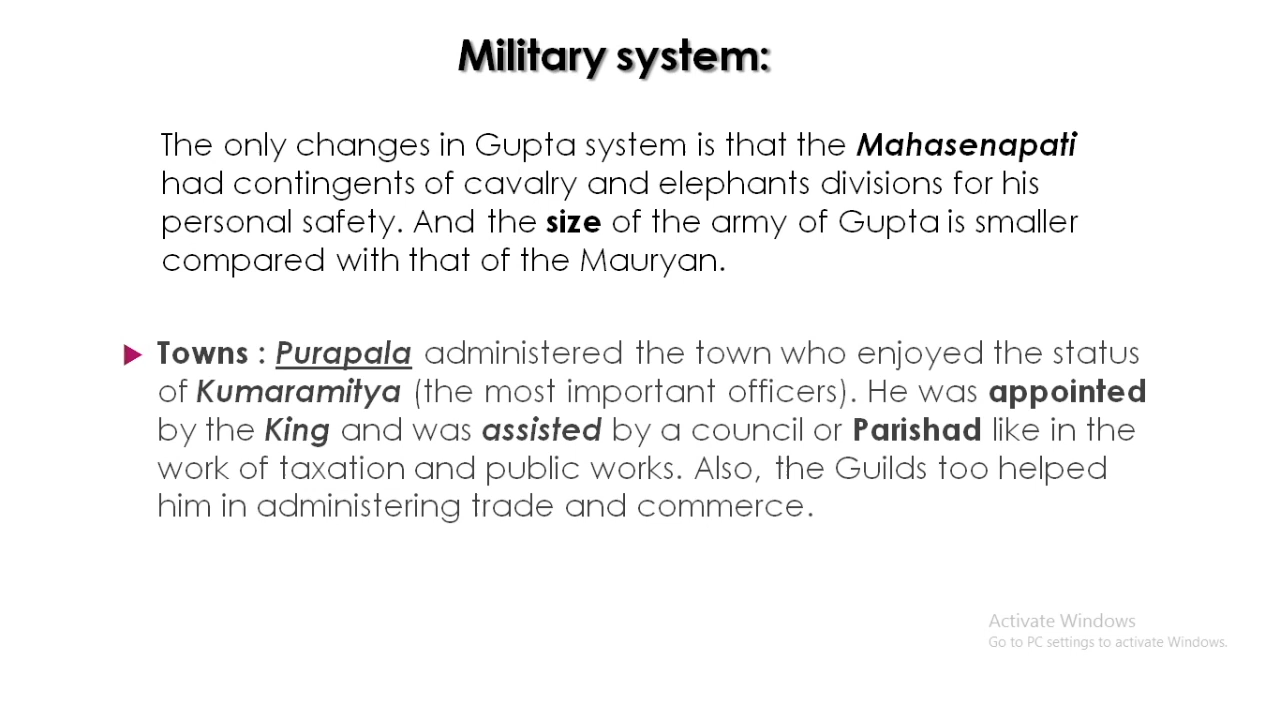 Military system:
The only changes in Gupta system is that the Mahasenapati
had contingents of cavalry and elephants divisions for his
personal safety. And the size of the army of Gupta is smaller
compared with that of the Mauryan.
Towns : Purapala administered the town who enjoyed the status
of Kumaramitya (the most important officers). He was appointed
by the King and was assisted by a council or Parishad like in the
work of taxation and public works. Also, the Guilds too helped
him in administering trade and commerce.
Activate Windows
Go to PC settings to activate Windows.